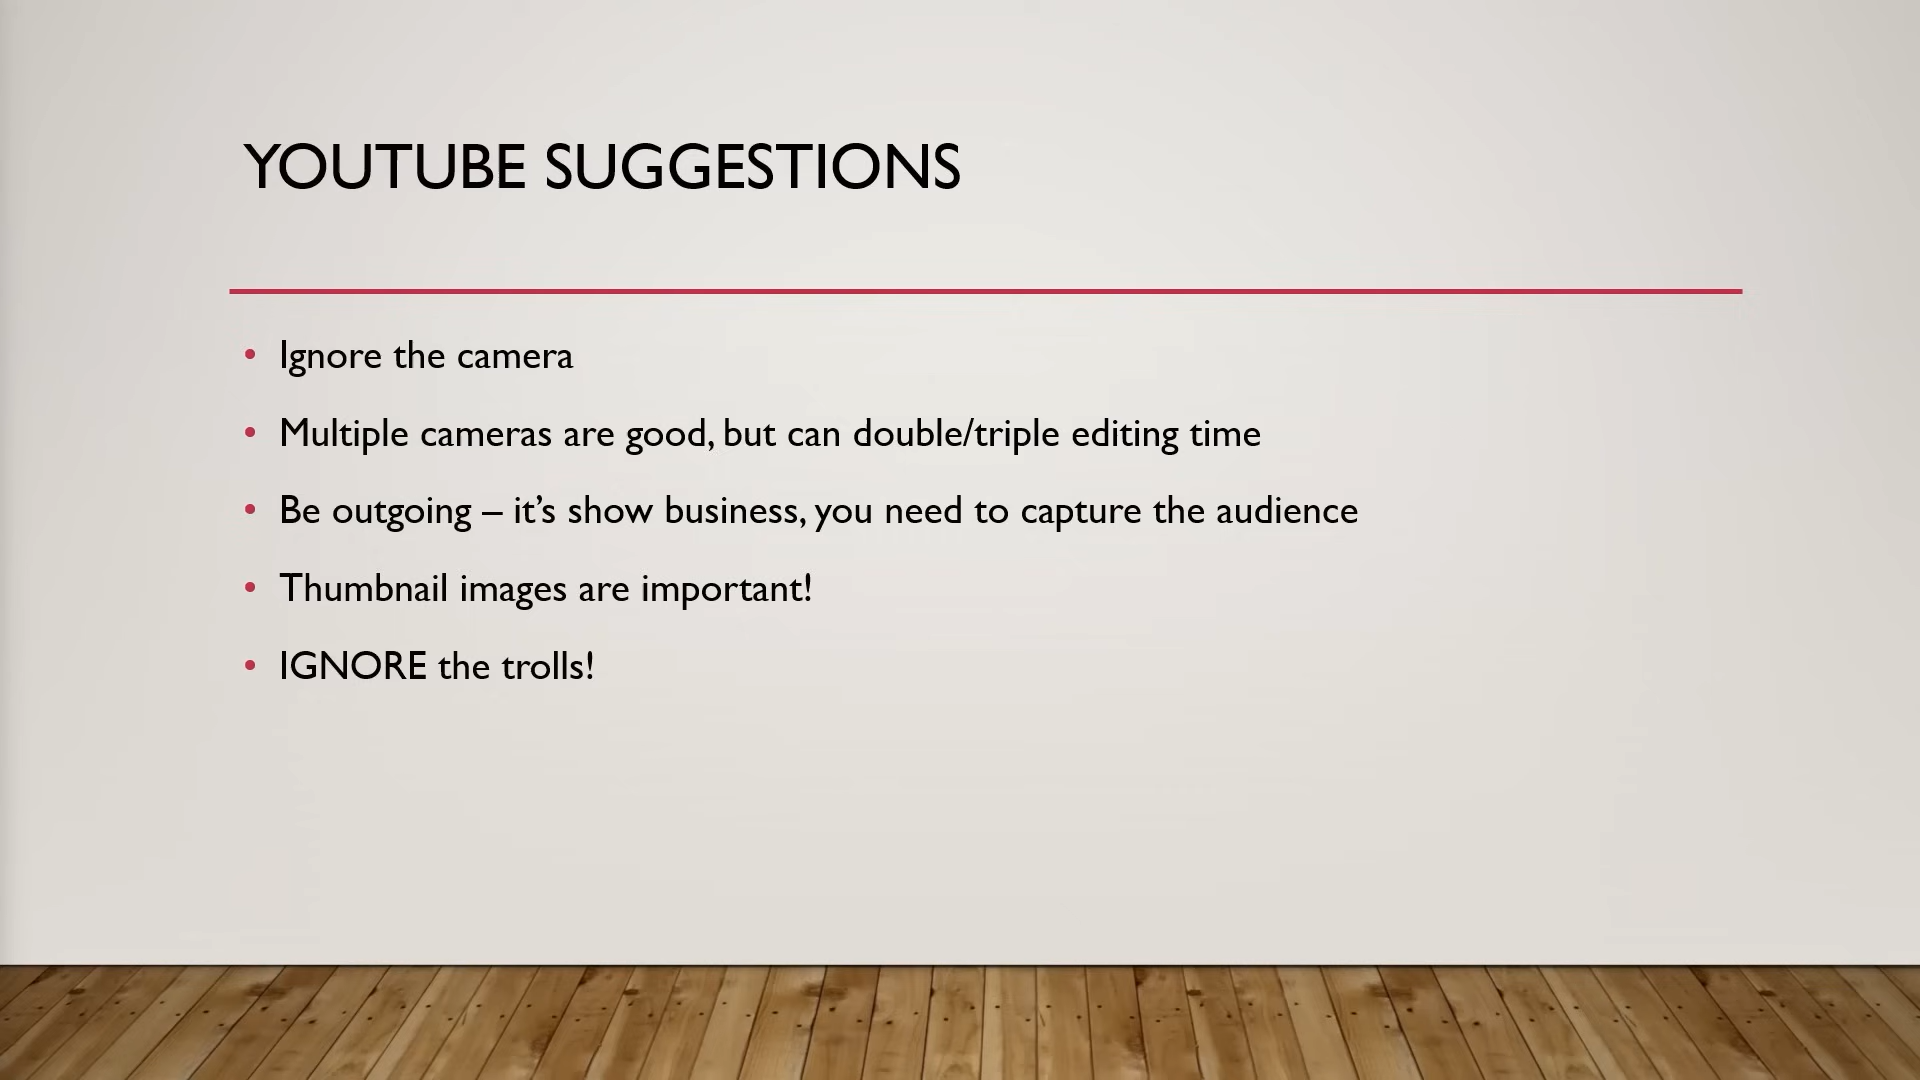 YOUTUBE SUGGESTIONS
• Ignore the camera
• Multiple cameras are good, but can double/triple editing time
• Be outgoing – it’s show business, you need to capture the audience
• Thumbnail images are important!
• IGNORE the trolls!